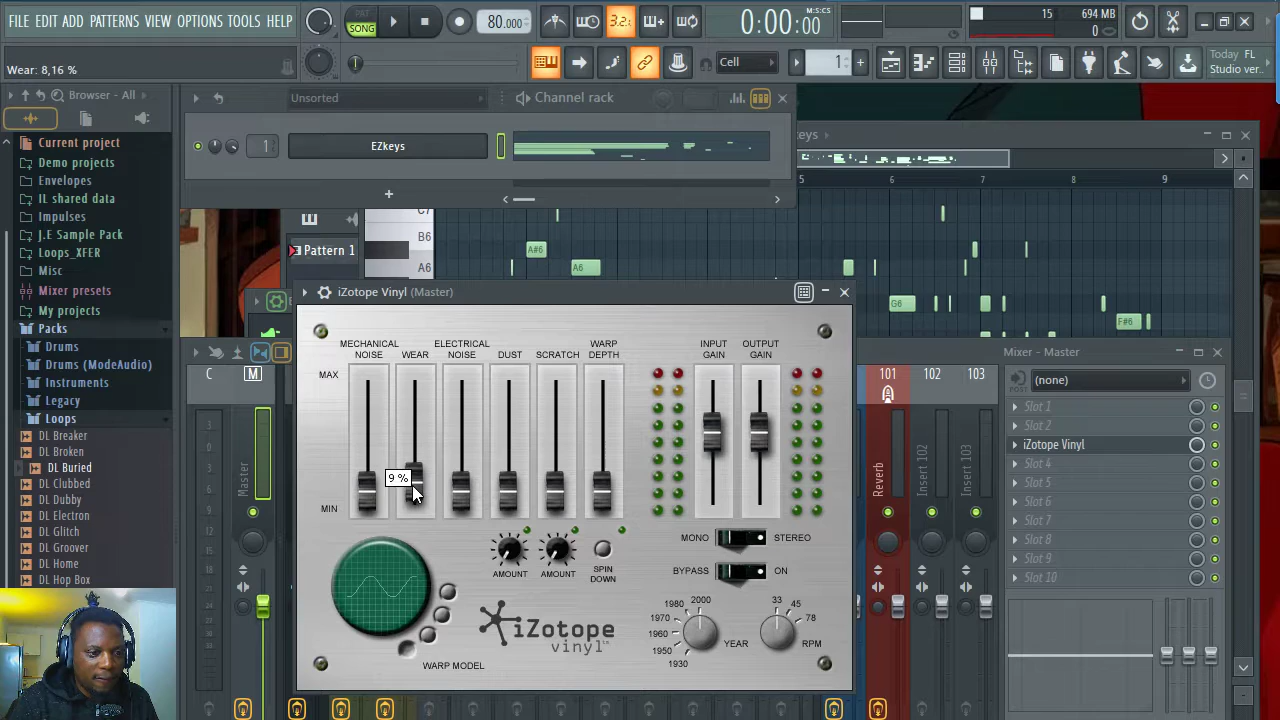 FILE EDIT ADD PATTERNS VIEW OPTIONS TOOLS HELP
PAT
SONG
80.000
3.2.
0:00:00
M:S:CS
15
694 MB
0
Wear: 8,16 %
Cell
1
Today FL
Studio ver..
Browser - All
Current project
Demo projects
Envelopes
IL shared data
Impulses
J.E Sample Pack
Loops_XFER
Misc
Mixer presets
My projects
Packs
Drums
Drums (ModeAudio)
Instruments
Legacy
Loops
DL Breaker
DL Broken
DL Buried
DL Clubbed
DL Dubby
DL Electron
DL Glitch
DL Groover
DL Home
DL Hop Box
Unsorted
Channel rack
1
EZkeys
eys
5
6
7
8
9
C7
B6
A6
Pattern 1
A#6
A6
G6
F#6
iZotope Vinyl (Master)
MECHANICAL NOISE
WEAR
ELECTRICAL NOISE
DUST
SCRATCH
WARP DEPTH
INPUT GAIN
OUTPUT GAIN
MAX
MIN
9 %
AMOUNT
AMOUNT
SPIN DOWN
MONO
STEREO
BYPASS
ON
WARP MODEL
iZotope
vinyl
2000
1980
1970
1960
1950
1930
YEAR
33
45
78
RPM
C
M
Master
101
102
103
Reverb
Insert 102
Insert 103
Mixer - Master
POST
(none)
Slot 1
Slot 2
iZotope Vinyl
Slot 4
Slot 5
Slot 6
Slot 7
Slot 8
Slot 9
Slot 10